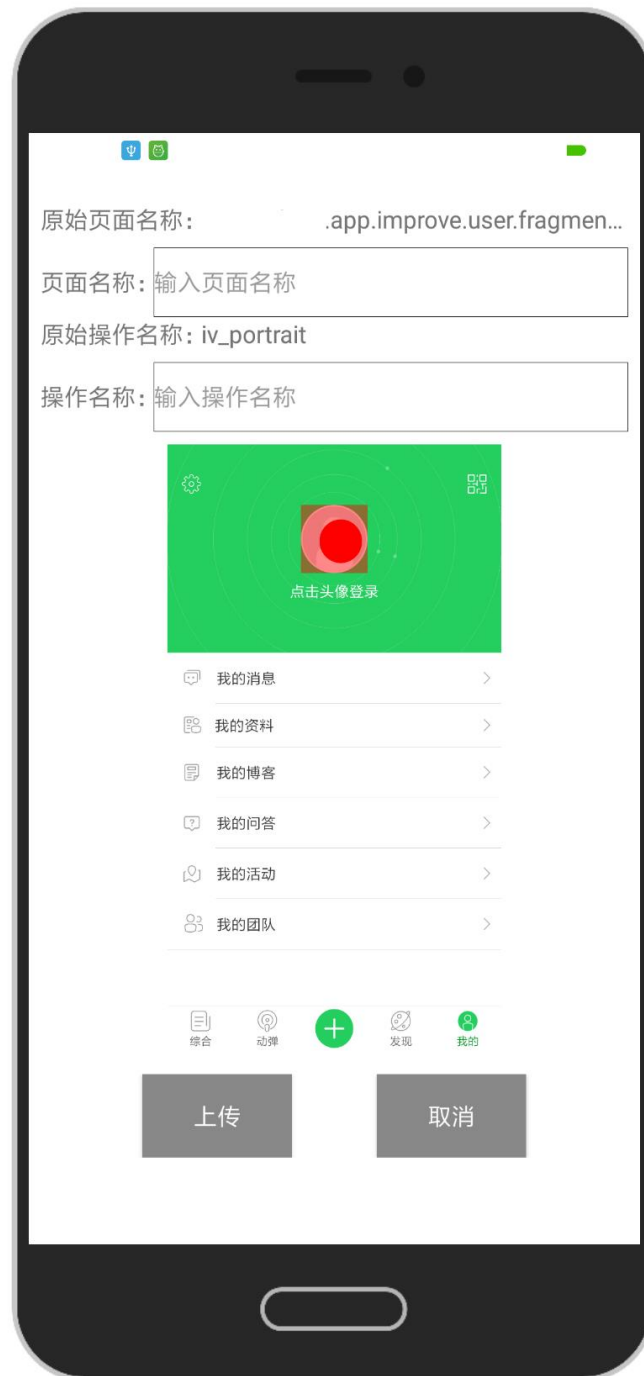 原始页面名称： .app.improve.user.fragmen...
页面名称：输入页面名称
原始操作名称：iv_portrait
操作名称：输入操作名称
点击头像登录
我的消息
我的资料
我的博客
我的问答
我的活动
我的团队
综合 动弹 发现 我的
上传 取消